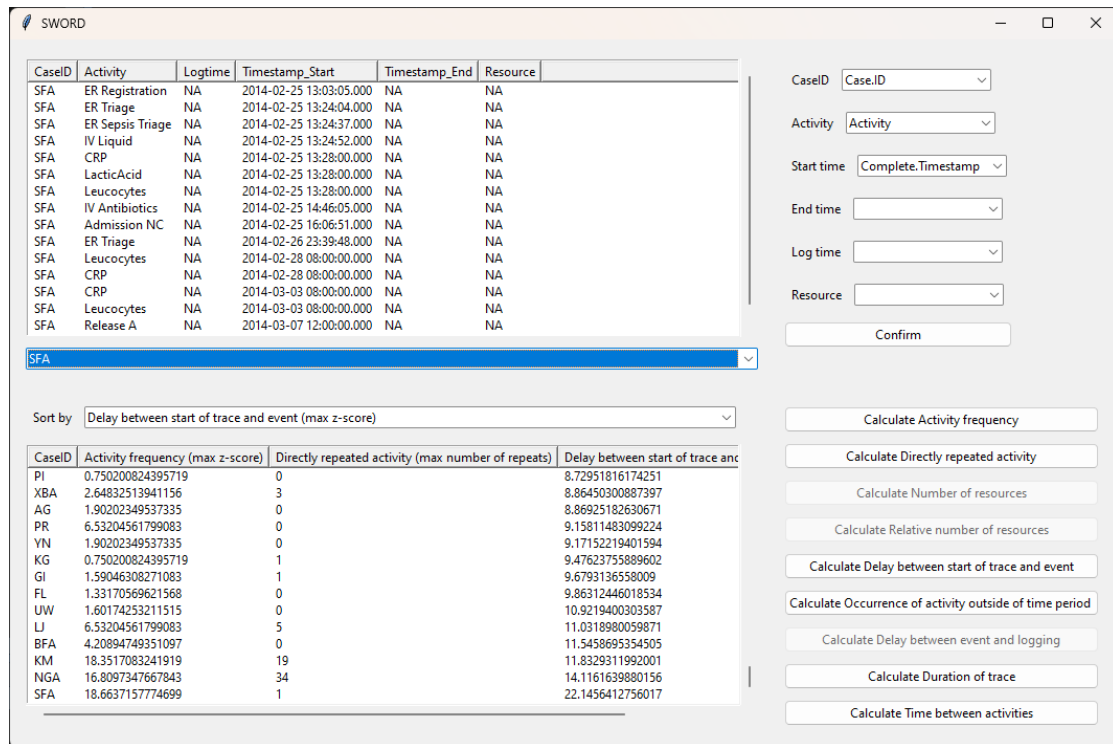 SWORD
CaseID Activity Logtime Timestamp_Start Timestamp_End Resource
SFA ER Registration NA 2014-02-25 13:03:05.000 NA NA
SFA ER Triage NA 2014-02-25 13:24:04.000 NA NA
SFA ER Sepsis Triage NA 2014-02-25 13:24:37.000 NA NA
SFA IV Liquid NA 2014-02-25 13:24:52.000 NA NA
SFA CRP NA 2014-02-25 13:28:00.000 NA NA
SFA LacticAcid NA 2014-02-25 13:28:00.000 NA NA
SFA Leucocytes NA 2014-02-25 13:28:00.000 NA NA
SFA IV Antibiotics NA 2014-02-25 14:46:05.000 NA NA
SFA Admission NC NA 2014-02-25 16:06:51.000 NA NA
SFA ER Triage NA 2014-02-26 23:39:48.000 NA NA
SFA Leucocytes NA 2014-02-28 08:00:00.000 NA NA
SFA CRP NA 2014-02-28 08:00:00.000 NA NA
SFA CRP NA 2014-03-03 08:00:00.000 NA NA
SFA Leucocytes NA 2014-03-03 08:00:00.000 NA NA
SFA Release A NA 2014-03-07 12:00:00.000 NA NA
SFA
CaseID Case.ID
Activity Activity
Start time Complete.Timestamp
End time
Log time
Resource
Confirm
Sort by Delay between start of trace and event (max z-score)
CaseID Activity frequency (max z-score) Directly repeated activity (max number of repeats) Delay between start of trace and
PI 0.750200824395719 0 8.72951816174251
XBA 2.64832513941156 3 8.86450300887397
AG 1.90202349537335 0 8.86925182630671
PR 6.53204561799083 0 9.15811483099224
YN 1.90202349537335 0 9.17152219401594
KG 0.750200824395719 1 9.47623755889602
GI 1.59046308271083 1 9.6793136558009
FL 1.33170569621568 0 9.86312446018534
UW 1.60174253211515 0 10.9219400303587
LJ 6.53204561799083 5 11.0318980059871
BFA 4.20894749351097 0 11.5458695354505
KM 18.3517083241919 19 11.8329311992001
NGA 16.8097347667843 34 14.1161639880156
SFA 18.6637157774699 1 22.1456412756017
Calculate Activity frequency
Calculate Directly repeated activity
Calculate Number of resources
Calculate Relative number of resources
Calculate Delay between start of trace and event
Calculate Occurrence of activity outside of time period
Calculate Delay between event and logging
Calculate Duration of trace
Calculate Time between activities